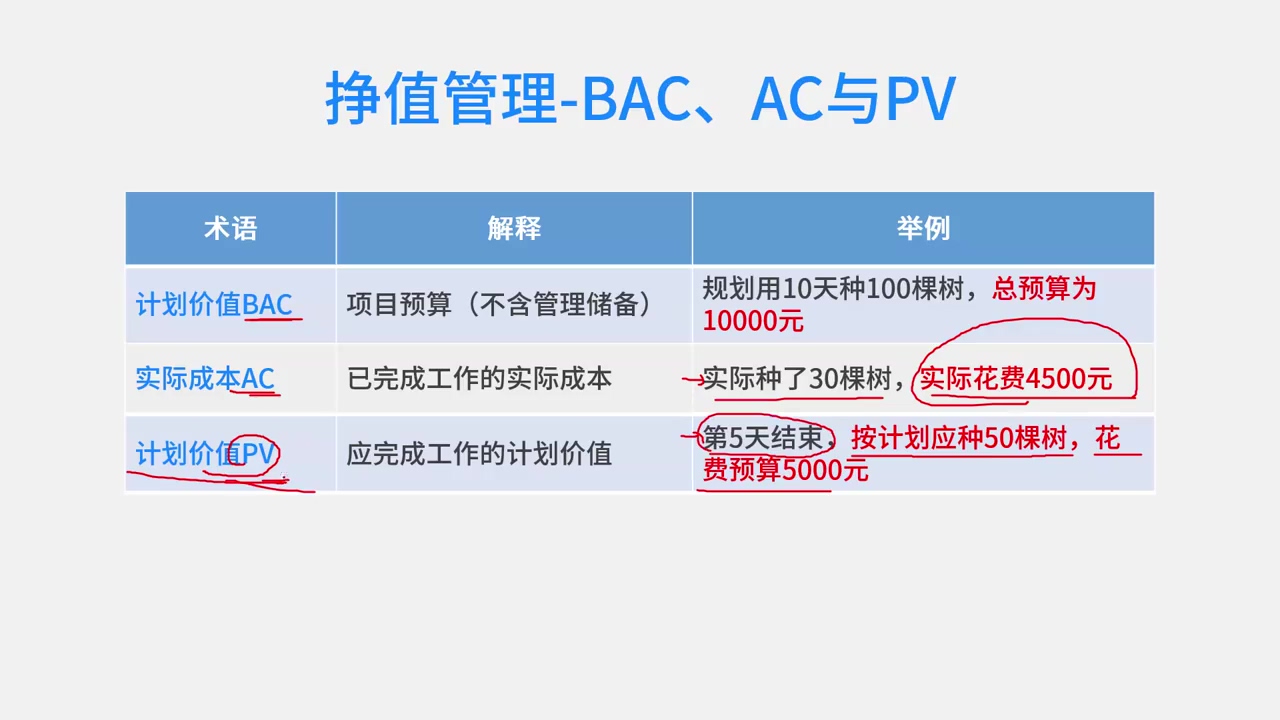 挣值管理-BAC、AC与PV
术语
解释
举例
计划价值BAC
项目预算（不含管理储备）
规划用10天种100棵树，总预算为
10000元
实际成本AC
已完成工作的实际成本
实际种了30棵树，实际花费4500元
计划价值PV
应完成工作的计划价值
第5天结束，按计划应种50棵树，花
费预算5000元